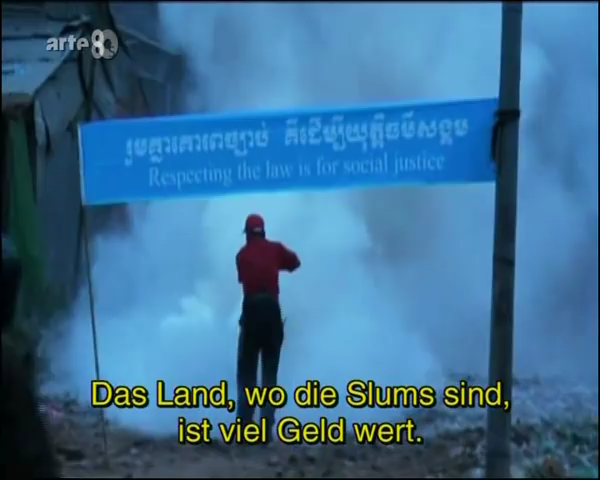 arte
រួមគ្នាគោរពច្បាប់ គឺដើម្បីយុត្តិធម៌សង្គម
Respecting the law is for social justice
Das Land, wo die Slums sind,
ist viel Geld wert.